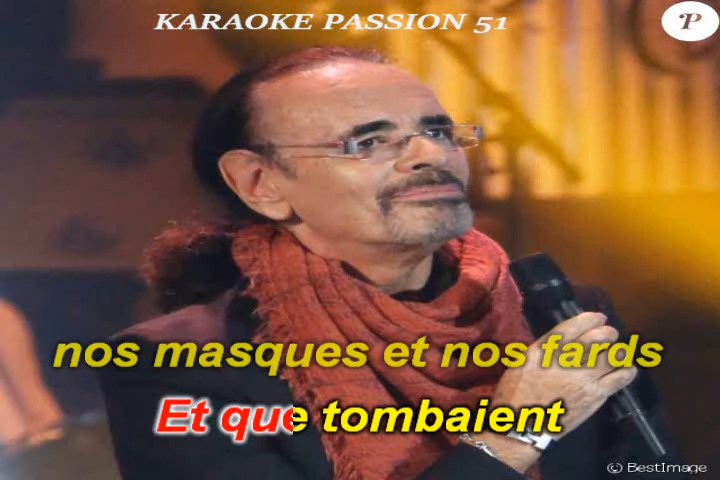 KARAOKE PASSION 51
P
nos masques et nos fards
Et que tombaient
© BestImage